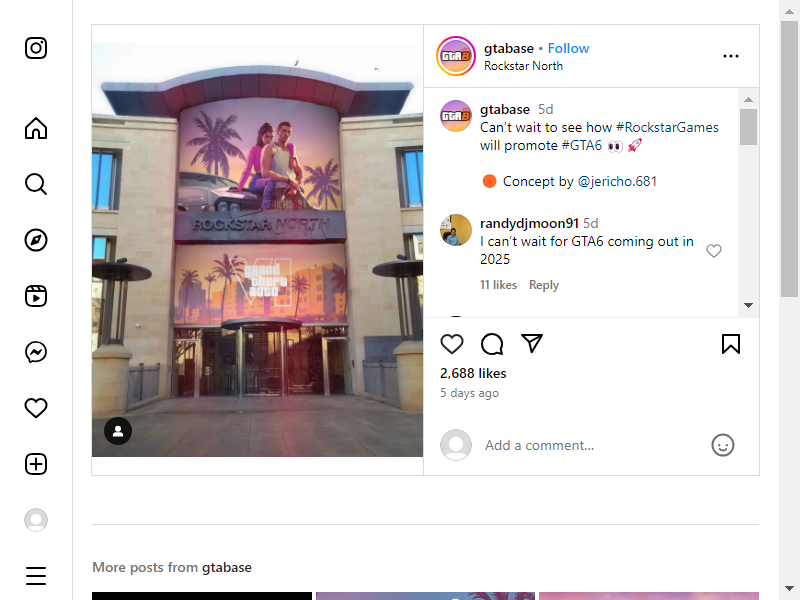 gtabase • Follow
Rockstar North
gtabase 5d
Can't wait to see how #RockstarGames
will promote #GTA6 👀 🚀
🟠 Concept by @jericho.681
randydjmoon91 5d
I can't wait for GTA6 coming out in
2025
11 likes Reply
2,688 likes
5 days ago
Add a comment...
JERICHO681
ROCKSTAR NORTH
VI
grand
theft
auto
More posts from gtabase